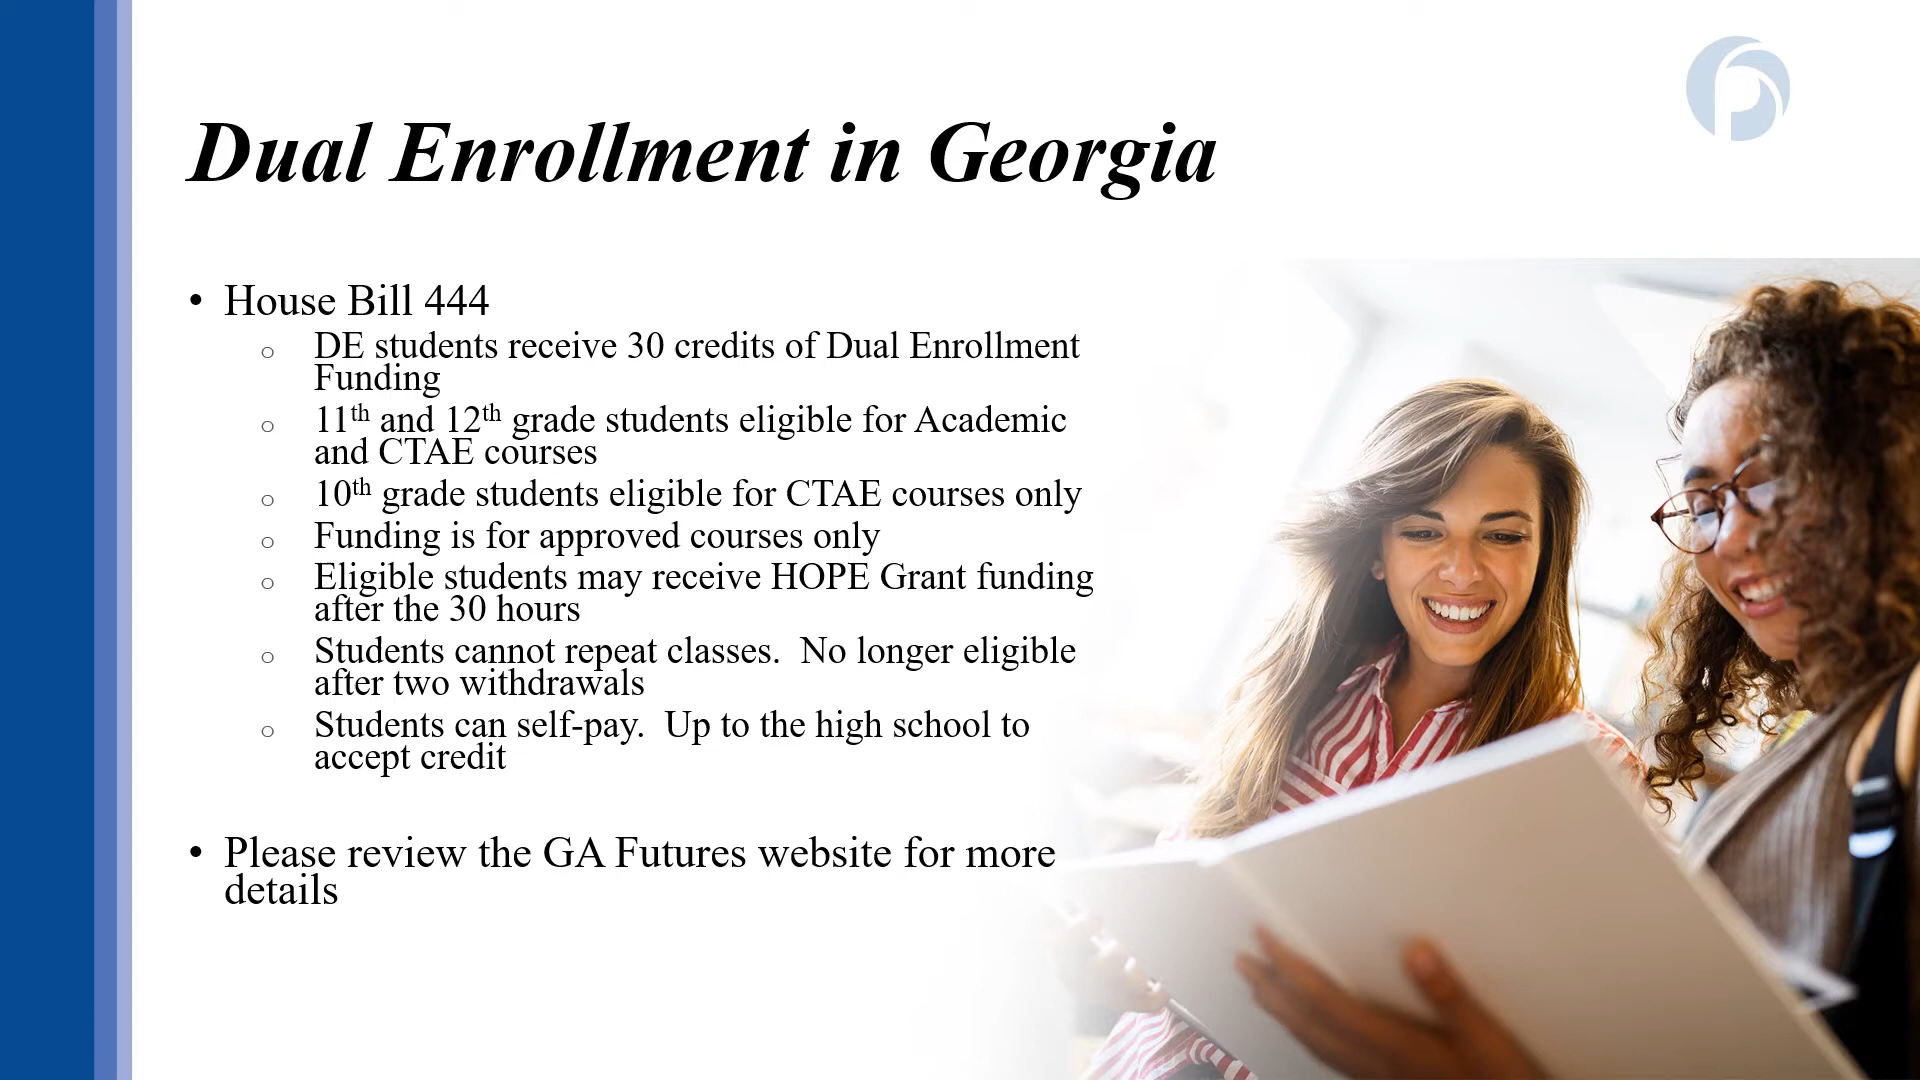 Dual Enrollment in Georgia
• House Bill 444
○ DE students receive 30 credits of Dual Enrollment
Funding
○ 11th and 12th grade students eligible for Academic
and CTAE courses
○ 10th grade students eligible for CTAE courses only
○ Funding is for approved courses only
○ Eligible students may receive HOPE Grant funding
after the 30 hours
○ Students cannot repeat classes.  No longer eligible
after two withdrawals
○ Students can self-pay.  Up to the high school to
accept credit
• Please review the GA Futures website for more
details